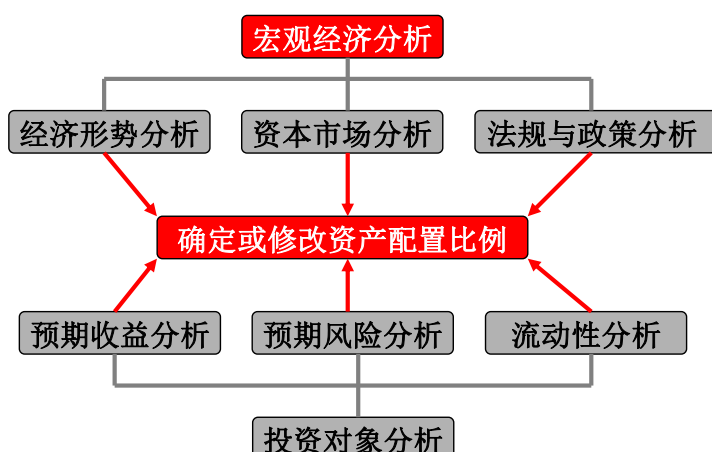 宏观经济分析
经济形势分析
资本市场分析
法规与政策分析
确定或修改资产配置比例
预期收益分析
预期风险分析
流动性分析
投资对象分析